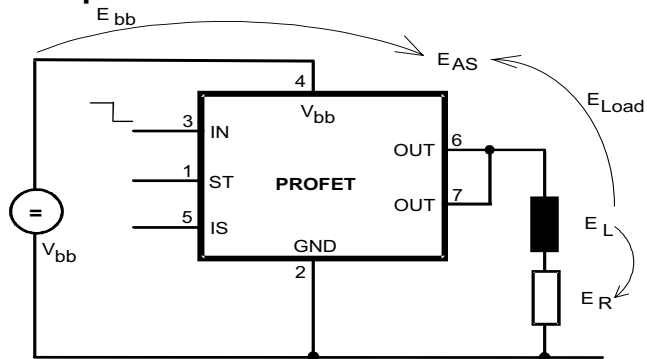 E bb
E AS
E Load
4
V bb
3
IN
OUT
6
1
ST
PROFET
=
5
IS
OUT
7
V bb
GND
2
E L
E R